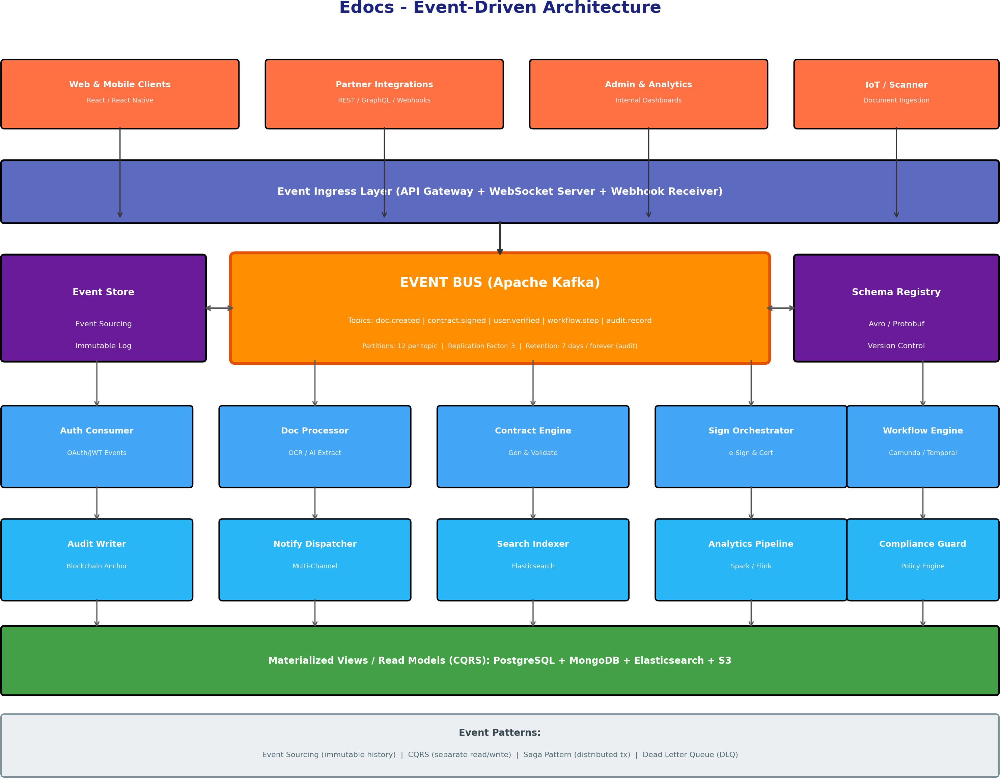 Edocs - Event-Driven Architecture
Web & Mobile Clients
React / React Native
Partner Integrations
REST / GraphQL / Webhooks
Admin & Analytics
Internal Dashboards
IoT / Scanner
Document Ingestion
Event Ingress Layer (API Gateway + WebSocket Server + Webhook Receiver)
Event Store
Event Sourcing
Immutable Log
EVENT BUS (Apache Kafka)
Topics: doc.created | contract.signed | user.verified | workflow.step | audit.record
Partitions: 12 per topic | Replication Factor: 3 | Retention: 7 days / forever (audit)
Schema Registry
Avro / Protobuf
Version Control
Auth Consumer
OAuth/JWT Events
Doc Processor
OCR / AI Extract
Contract Engine
Gen & Validate
Sign Orchestrator
e-Sign & Cert
Workflow Engine
Camunda / Temporal
Audit Writer
Blockchain Anchor
Notify Dispatcher
Multi-Channel
Search Indexer
Elasticsearch
Analytics Pipeline
Spark / Flink
Compliance Guard
Policy Engine
Materialized Views / Read Models (CQRS): PostgreSQL + MongoDB + Elasticsearch + S3
Event Patterns:
Event Sourcing (immutable history) | CQRS (separate read/write) | Saga Pattern (distributed tx) | Dead Letter Queue (DLQ)